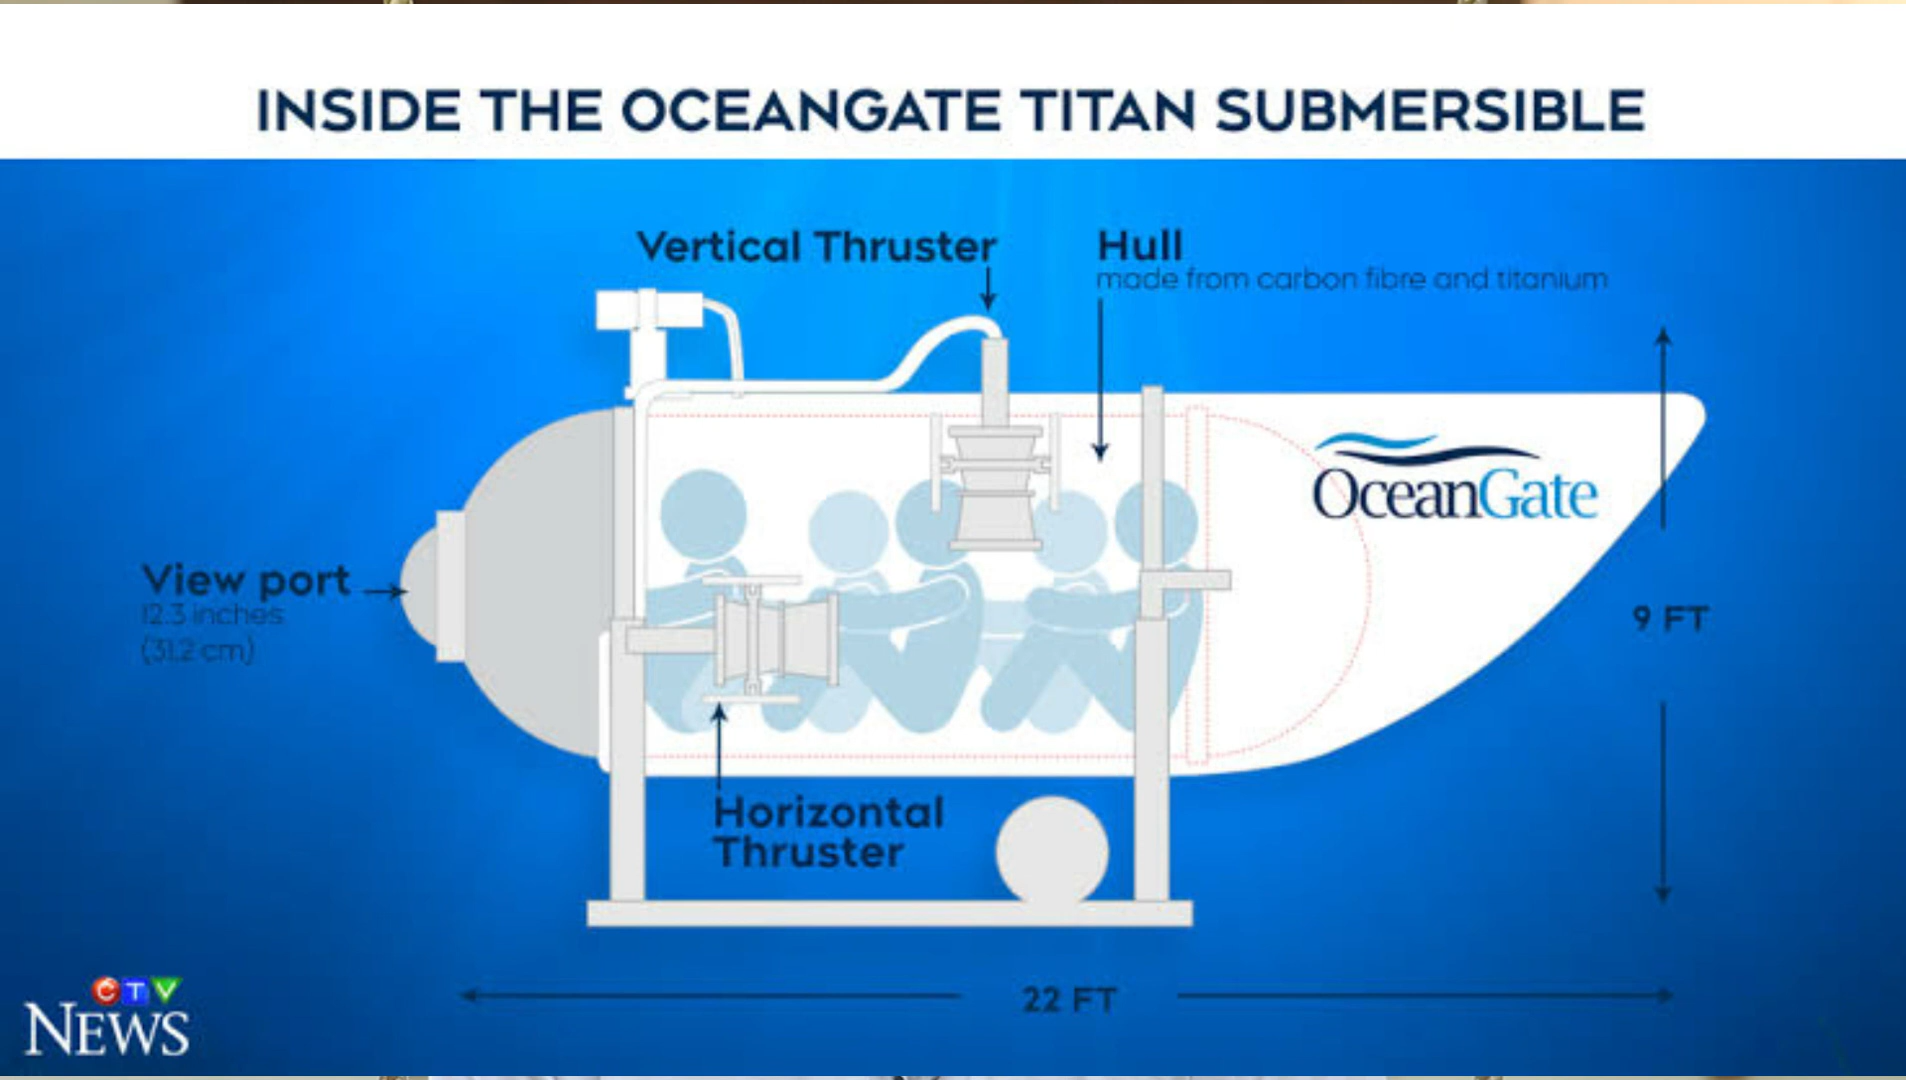 INSIDE THE OCEANGATE TITAN SUBMERSIBLE
Vertical Thruster
Hull
made from carbon fibre and titanium
OceanGate
View port
12.3 inches
(31.2 cm)
9 FT
Horizontal
Thruster
22 FT
CTV
NEWS